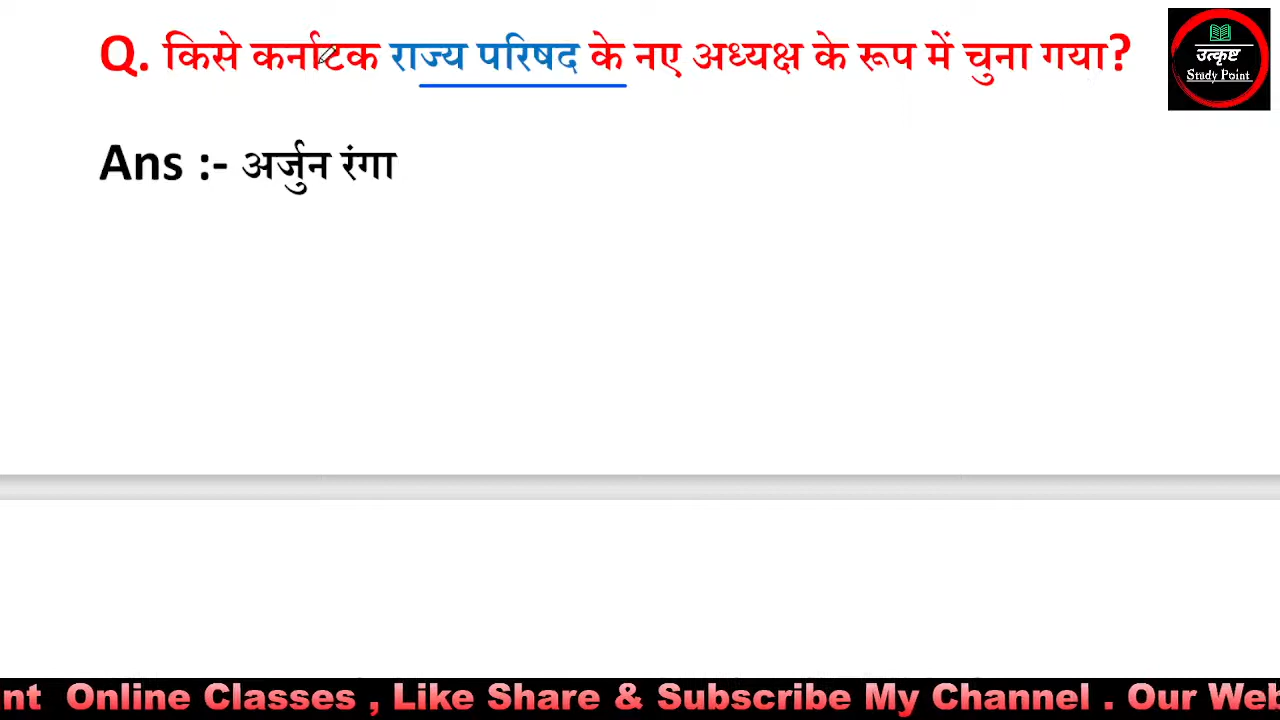 Q. किसे कर्नाटक राज्य परिषद के नए अध्यक्ष के रूप में चुना गया?
उत्कृष्ट
Study Point
Ans :- अर्जुन रंगा
nt Online Classes , Like Share & Subscribe My Channel . Our Web